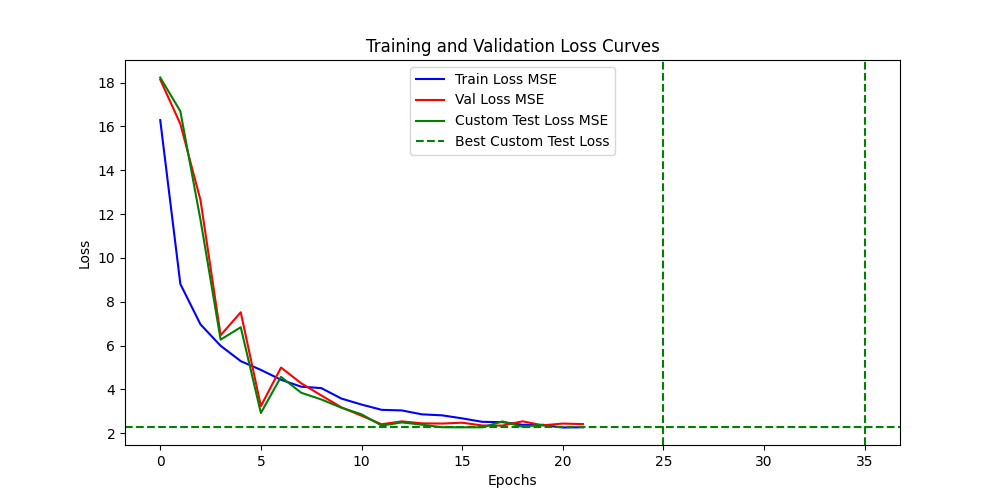 Training and Validation Loss Curves
Train Loss MSE
Val Loss MSE
Custom Test Loss MSE
Best Custom Test Loss
Loss
18
16
14
12
10
8
6
4
2
0 5 10 15 20 25 30 35
Epochs